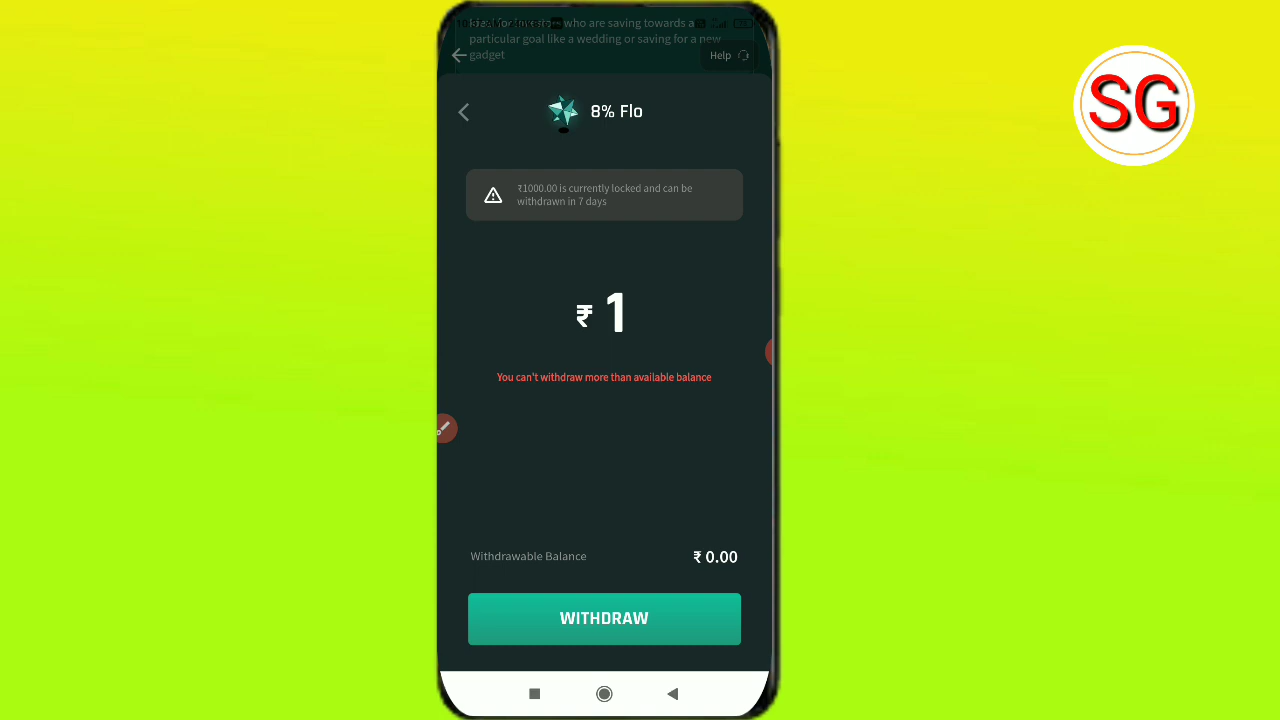 who are saving towards a
particular goal like a wedding or saving for a new
gadget
Help
8% Flo
₹1000.00 is currently locked and can be
withdrawn in 7 days
₹ 1
You can't withdraw more than available balance
Withdrawable Balance ₹ 0.00
WITHDRAW
SG